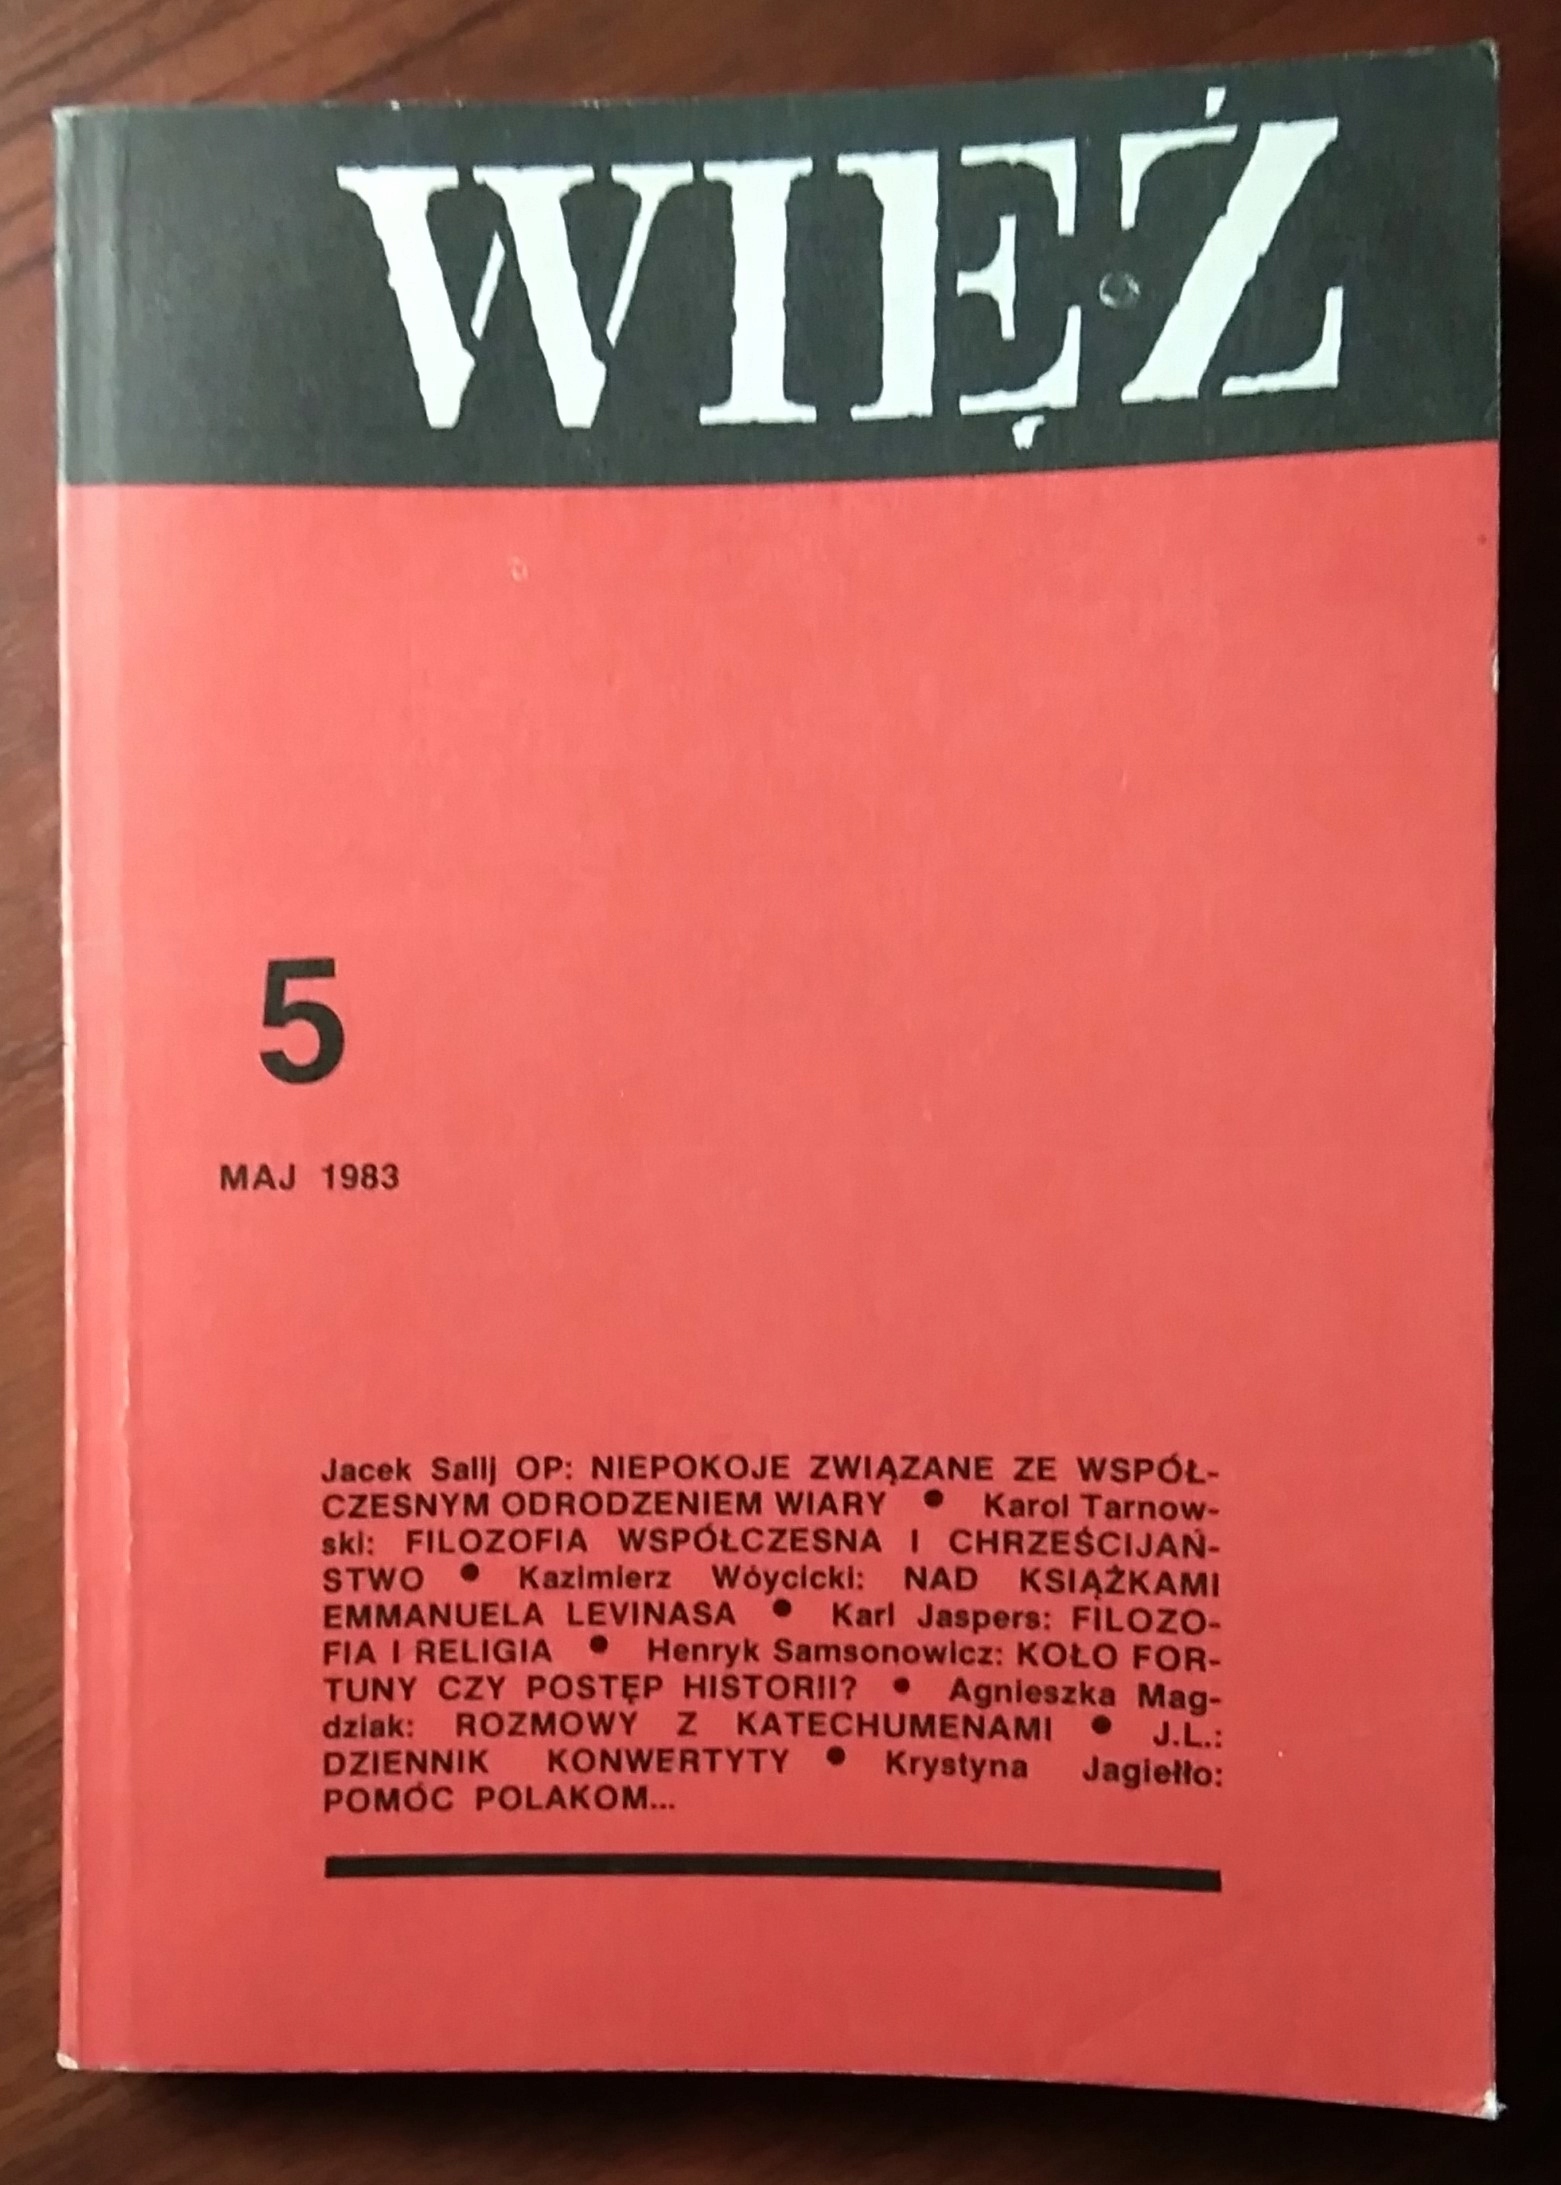 WIĘŹ
5
MAJ 1983
Jacek Salij OP: NIEPOKOJE ZWIĄZANE ZE WSPÓŁ-
CZESNYM ODRODZENIEM WIARY ● Karol Tarnow-
ski: FILOZOFIA WSPÓŁCZESNA I CHRZEŚCIJAŃ-
STWO ● Kazimierz Wóycicki: NAD KSIĄŻKAMI
EMMANUELA LEVINASA ● Karl Jaspers: FILOZO-
FIA I RELIGIA ● Henryk Samsonowicz: KOŁO FOR-
TUNY CZY POSTĘP HISTORII? ● Agnieszka Mag-
dziak: ROZMOWY Z KATECHUMENAMI ● J.L.:
DZIENNIK KONWERTYTY ● Krystyna Jagiełło:
POMÓC POLAKOM...